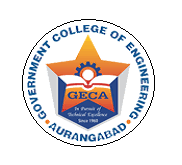 GOVERNMENT COLLEGE OF ENGINEERING
GECA
In Pursuit of
Technical Excellence
Since 1960
AURANGABAD